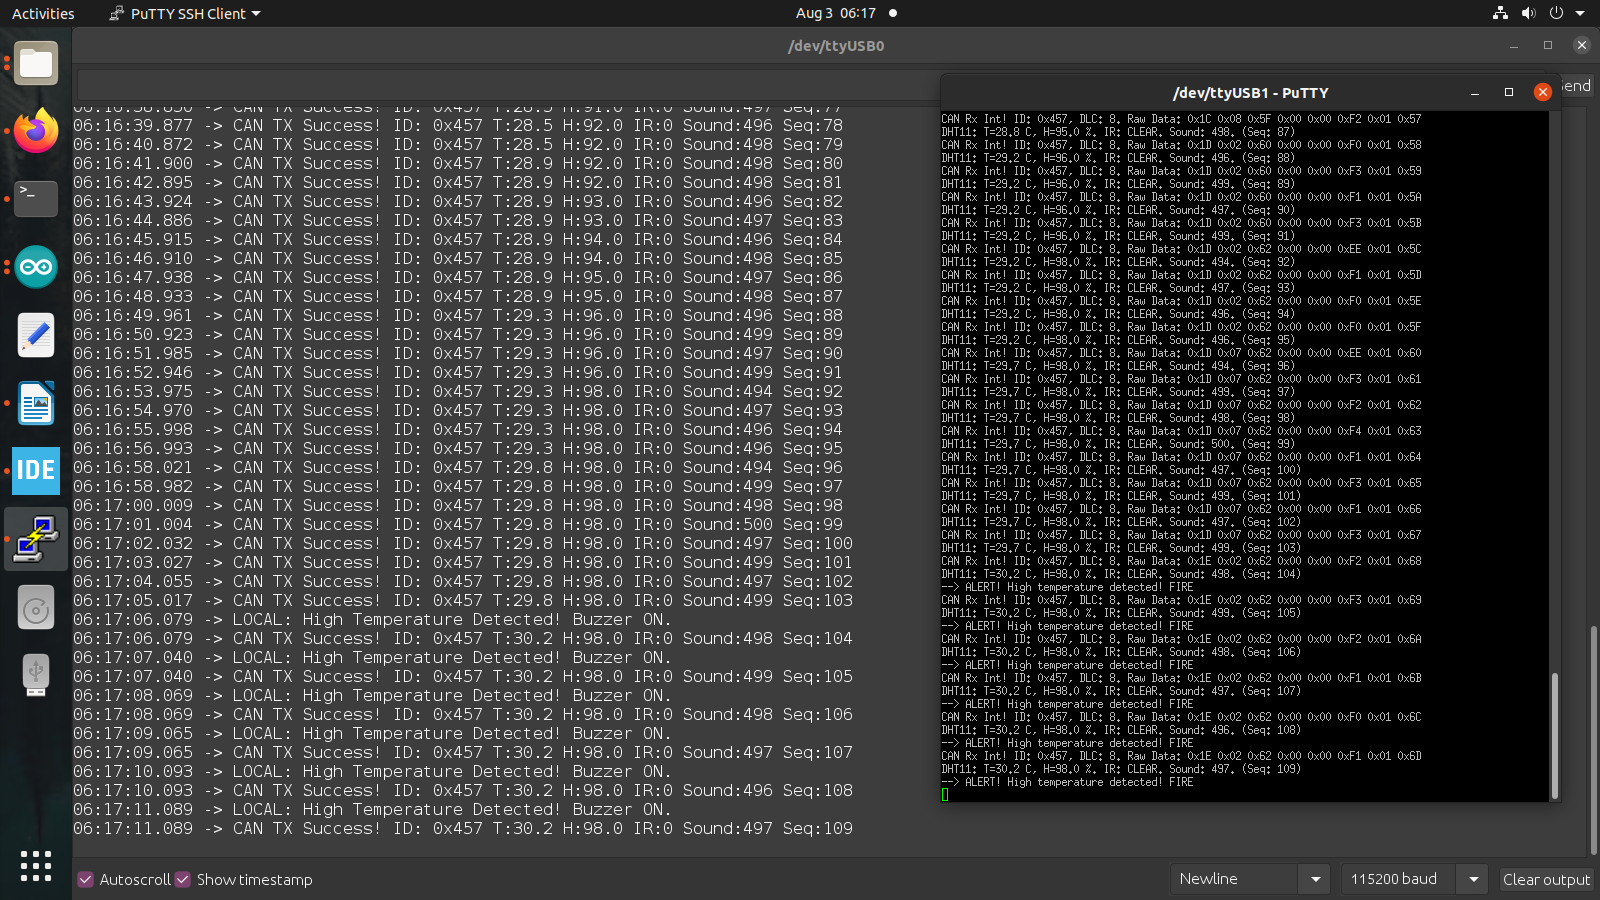 Activities
PuTTY SSH Client
Aug 3 06:17
/dev/ttyUSB0
Send
06:16:38.850 -> CAN TX Success! ID: 0x457 T:28.5 H:91.0 IR:0 Sound:497 Seq:77
06:16:39.877 -> CAN TX Success! ID: 0x457 T:28.5 H:92.0 IR:0 Sound:496 Seq:78
06:16:40.872 -> CAN TX Success! ID: 0x457 T:28.5 H:92.0 IR:0 Sound:498 Seq:79
06:16:41.900 -> CAN TX Success! ID: 0x457 T:28.9 H:92.0 IR:0 Sound:498 Seq:80
06:16:42.895 -> CAN TX Success! ID: 0x457 T:28.9 H:92.0 IR:0 Sound:498 Seq:81
06:16:43.924 -> CAN TX Success! ID: 0x457 T:28.9 H:93.0 IR:0 Sound:496 Seq:82
06:16:44.886 -> CAN TX Success! ID: 0x457 T:28.9 H:93.0 IR:0 Sound:497 Seq:83
06:16:45.915 -> CAN TX Success! ID: 0x457 T:28.9 H:94.0 IR:0 Sound:496 Seq:84
06:16:46.910 -> CAN TX Success! ID: 0x457 T:28.9 H:94.0 IR:0 Sound:498 Seq:85
06:16:47.938 -> CAN TX Success! ID: 0x457 T:28.9 H:95.0 IR:0 Sound:497 Seq:86
06:16:48.933 -> CAN TX Success! ID: 0x457 T:28.9 H:95.0 IR:0 Sound:498 Seq:87
06:16:49.961 -> CAN TX Success! ID: 0x457 T:29.3 H:96.0 IR:0 Sound:496 Seq:88
06:16:50.923 -> CAN TX Success! ID: 0x457 T:29.3 H:96.0 IR:0 Sound:499 Seq:89
06:16:51.985 -> CAN TX Success! ID: 0x457 T:29.3 H:96.0 IR:0 Sound:497 Seq:90
06:16:52.946 -> CAN TX Success! ID: 0x457 T:29.3 H:96.0 IR:0 Sound:499 Seq:91
06:16:53.975 -> CAN TX Success! ID: 0x457 T:29.3 H:98.0 IR:0 Sound:494 Seq:92
06:16:54.970 -> CAN TX Success! ID: 0x457 T:29.3 H:98.0 IR:0 Sound:497 Seq:93
06:16:55.998 -> CAN TX Success! ID: 0x457 T:29.3 H:98.0 IR:0 Sound:496 Seq:94
06:16:56.993 -> CAN TX Success! ID: 0x457 T:29.3 H:98.0 IR:0 Sound:496 Seq:95
06:16:58.021 -> CAN TX Success! ID: 0x457 T:29.8 H:98.0 IR:0 Sound:494 Seq:96
06:16:58.982 -> CAN TX Success! ID: 0x457 T:29.8 H:98.0 IR:0 Sound:499 Seq:97
06:17:00.009 -> CAN TX Success! ID: 0x457 T:29.8 H:98.0 IR:0 Sound:498 Seq:98
06:17:01.004 -> CAN TX Success! ID: 0x457 T:29.8 H:98.0 IR:0 Sound:500 Seq:99
06:17:02.032 -> CAN TX Success! ID: 0x457 T:29.8 H:98.0 IR:0 Sound:497 Seq:100
06:17:03.027 -> CAN TX Success! ID: 0x457 T:29.8 H:98.0 IR:0 Sound:499 Seq:101
06:17:04.055 -> CAN TX Success! ID: 0x457 T:29.8 H:98.0 IR:0 Sound:497 Seq:102
06:17:05.017 -> CAN TX Success! ID: 0x457 T:29.8 H:98.0 IR:0 Sound:499 Seq:103
06:17:06.079 -> LOCAL: High Temperature Detected! Buzzer ON.
06:17:06.079 -> CAN TX Success! ID: 0x457 T:30.2 H:98.0 IR:0 Sound:498 Seq:104
06:17:07.040 -> LOCAL: High Temperature Detected! Buzzer ON.
06:17:07.040 -> CAN TX Success! ID: 0x457 T:30.2 H:98.0 IR:0 Sound:499 Seq:105
06:17:08.069 -> LOCAL: High Temperature Detected! Buzzer ON.
06:17:08.069 -> CAN TX Success! ID: 0x457 T:30.2 H:98.0 IR:0 Sound:498 Seq:106
06:17:09.065 -> LOCAL: High Temperature Detected! Buzzer ON.
06:17:09.065 -> CAN TX Success! ID: 0x457 T:30.2 H:98.0 IR:0 Sound:497 Seq:107
06:17:10.093 -> LOCAL: High Temperature Detected! Buzzer ON.
06:17:10.093 -> CAN TX Success! ID: 0x457 T:30.2 H:98.0 IR:0 Sound:496 Seq:108
06:17:11.089 -> LOCAL: High Temperature Detected! Buzzer ON.
06:17:11.089 -> CAN TX Success! ID: 0x457 T:30.2 H:98.0 IR:0 Sound:497 Seq:109
/dev/ttyUSB1 - PuTTY
CAN Rx Int! ID: 0x457, DLC: 8. Raw Data: 0x1C 0x08 0x5F 0x00 0x00 0xF2 0x01 0x57
DHT11: T=28.8 C, H=95.0 %. IR: CLEAR. Sound: 498. (Seq: 87)
CAN Rx Int! ID: 0x457, DLC: 8. Raw Data: 0x1D 0x02 0x60 0x00 0x00 0xF0 0x01 0x58
DHT11: T=29.2 C, H=96.0 %. IR: CLEAR. Sound: 496. (Seq: 88)
CAN Rx Int! ID: 0x457, DLC: 8. Raw Data: 0x1D 0x02 0x60 0x00 0x00 0xF3 0x01 0x59
DHT11: T=29.2 C, H=96.0 %. IR: CLEAR. Sound: 499. (Seq: 89)
CAN Rx Int! ID: 0x457, DLC: 8. Raw Data: 0x1D 0x02 0x60 0x00 0x00 0xF1 0x01 0x5A
DHT11: T=29.2 C, H=96.0 %. IR: CLEAR. Sound: 497. (Seq: 90)
CAN Rx Int! ID: 0x457, DLC: 8. Raw Data: 0x1D 0x02 0x60 0x00 0x00 0xF3 0x01 0x5B
DHT11: T=29.2 C, H=96.0 %. IR: CLEAR. Sound: 499. (Seq: 91)
CAN Rx Int! ID: 0x457, DLC: 8. Raw Data: 0x1D 0x02 0x62 0x00 0x00 0xEE 0x01 0x5C
DHT11: T=29.2 C, H=98.0 %. IR: CLEAR. Sound: 494. (Seq: 92)
CAN Rx Int! ID: 0x457, DLC: 8. Raw Data: 0x1D 0x02 0x62 0x00 0x00 0xF1 0x01 0x5D
DHT11: T=29.2 C, H=98.0 %. IR: CLEAR. Sound: 497. (Seq: 93)
CAN Rx Int! ID: 0x457, DLC: 8. Raw Data: 0x1D 0x02 0x62 0x00 0x00 0xF0 0x01 0x5E
DHT11: T=29.2 C, H=98.0 %. IR: CLEAR. Sound: 496. (Seq: 94)
CAN Rx Int! ID: 0x457, DLC: 8. Raw Data: 0x1D 0x02 0x62 0x00 0x00 0xF0 0x01 0x5F
DHT11: T=29.2 C, H=98.0 %. IR: CLEAR. Sound: 496. (Seq: 95)
CAN Rx Int! ID: 0x457, DLC: 8. Raw Data: 0x1D 0x07 0x62 0x00 0x00 0xEE 0x01 0x60
DHT11: T=29.7 C, H=98.0 %. IR: CLEAR. Sound: 494. (Seq: 96)
CAN Rx Int! ID: 0x457, DLC: 8. Raw Data: 0x1D 0x07 0x62 0x00 0x00 0xF3 0x01 0x61
DHT11: T=29.7 C, H=98.0 %. IR: CLEAR. Sound: 499. (Seq: 97)
CAN Rx Int! ID: 0x457, DLC: 8. Raw Data: 0x1D 0x07 0x62 0x00 0x00 0xF2 0x01 0x62
DHT11: T=29.7 C, H=98.0 %. IR: CLEAR. Sound: 498. (Seq: 98)
CAN Rx Int! ID: 0x457, DLC: 8. Raw Data: 0x1D 0x07 0x62 0x00 0x00 0xF4 0x01 0x63
DHT11: T=29.7 C, H=98.0 %. IR: CLEAR. Sound: 500. (Seq: 99)
CAN Rx Int! ID: 0x457, DLC: 8. Raw Data: 0x1D 0x07 0x62 0x00 0x00 0xF1 0x01 0x64
DHT11: T=29.7 C, H=98.0 %. IR: CLEAR. Sound: 497. (Seq: 100)
CAN Rx Int! ID: 0x457, DLC: 8. Raw Data: 0x1D 0x07 0x62 0x00 0x00 0xF3 0x01 0x65
DHT11: T=29.7 C, H=98.0 %. IR: CLEAR. Sound: 499. (Seq: 101)
CAN Rx Int! ID: 0x457, DLC: 8. Raw Data: 0x1D 0x07 0x62 0x00 0x00 0xF1 0x01 0x66
DHT11: T=29.7 C, H=98.0 %. IR: CLEAR. Sound: 497. (Seq: 102)
CAN Rx Int! ID: 0x457, DLC: 8. Raw Data: 0x1D 0x07 0x62 0x00 0x00 0xF3 0x01 0x67
DHT11: T=29.7 C, H=98.0 %. IR: CLEAR. Sound: 499. (Seq: 103)
CAN Rx Int! ID: 0x457, DLC: 8. Raw Data: 0x1E 0x02 0x62 0x00 0x00 0xF2 0x01 0x68
DHT11: T=30.2 C, H=98.0 %. IR: CLEAR. Sound: 498. (Seq: 104)
--> ALERT! High temperature detected! FIRE
CAN Rx Int! ID: 0x457, DLC: 8. Raw Data: 0x1E 0x02 0x62 0x00 0x00 0xF3 0x01 0x69
DHT11: T=30.2 C, H=98.0 %. IR: CLEAR. Sound: 499. (Seq: 105)
--> ALERT! High temperature detected! FIRE
CAN Rx Int! ID: 0x457, DLC: 8. Raw Data: 0x1E 0x02 0x62 0x00 0x00 0xF2 0x01 0x6A
DHT11: T=30.2 C, H=98.0 %. IR: CLEAR. Sound: 498. (Seq: 106)
--> ALERT! High temperature detected! FIRE
CAN Rx Int! ID: 0x457, DLC: 8. Raw Data: 0x1E 0x02 0x62 0x00 0x00 0xF1 0x01 0x6B
DHT11: T=30.2 C, H=98.0 %. IR: CLEAR. Sound: 497. (Seq: 107)
--> ALERT! High temperature detected! FIRE
CAN Rx Int! ID: 0x457, DLC: 8. Raw Data: 0x1E 0x02 0x62 0x00 0x00 0xF0 0x01 0x6C
DHT11: T=30.2 C, H=98.0 %. IR: CLEAR. Sound: 496. (Seq: 108)
--> ALERT! High temperature detected! FIRE
CAN Rx Int! ID: 0x457, DLC: 8. Raw Data: 0x1E 0x02 0x62 0x00 0x00 0xF1 0x01 0x6D
DHT11: T=30.2 C, H=98.0 %. IR: CLEAR. Sound: 497. (Seq: 109)
--> ALERT! High temperature detected! FIRE
IDE
Autoscroll
Show timestamp
Newline
115200 baud
Clear output